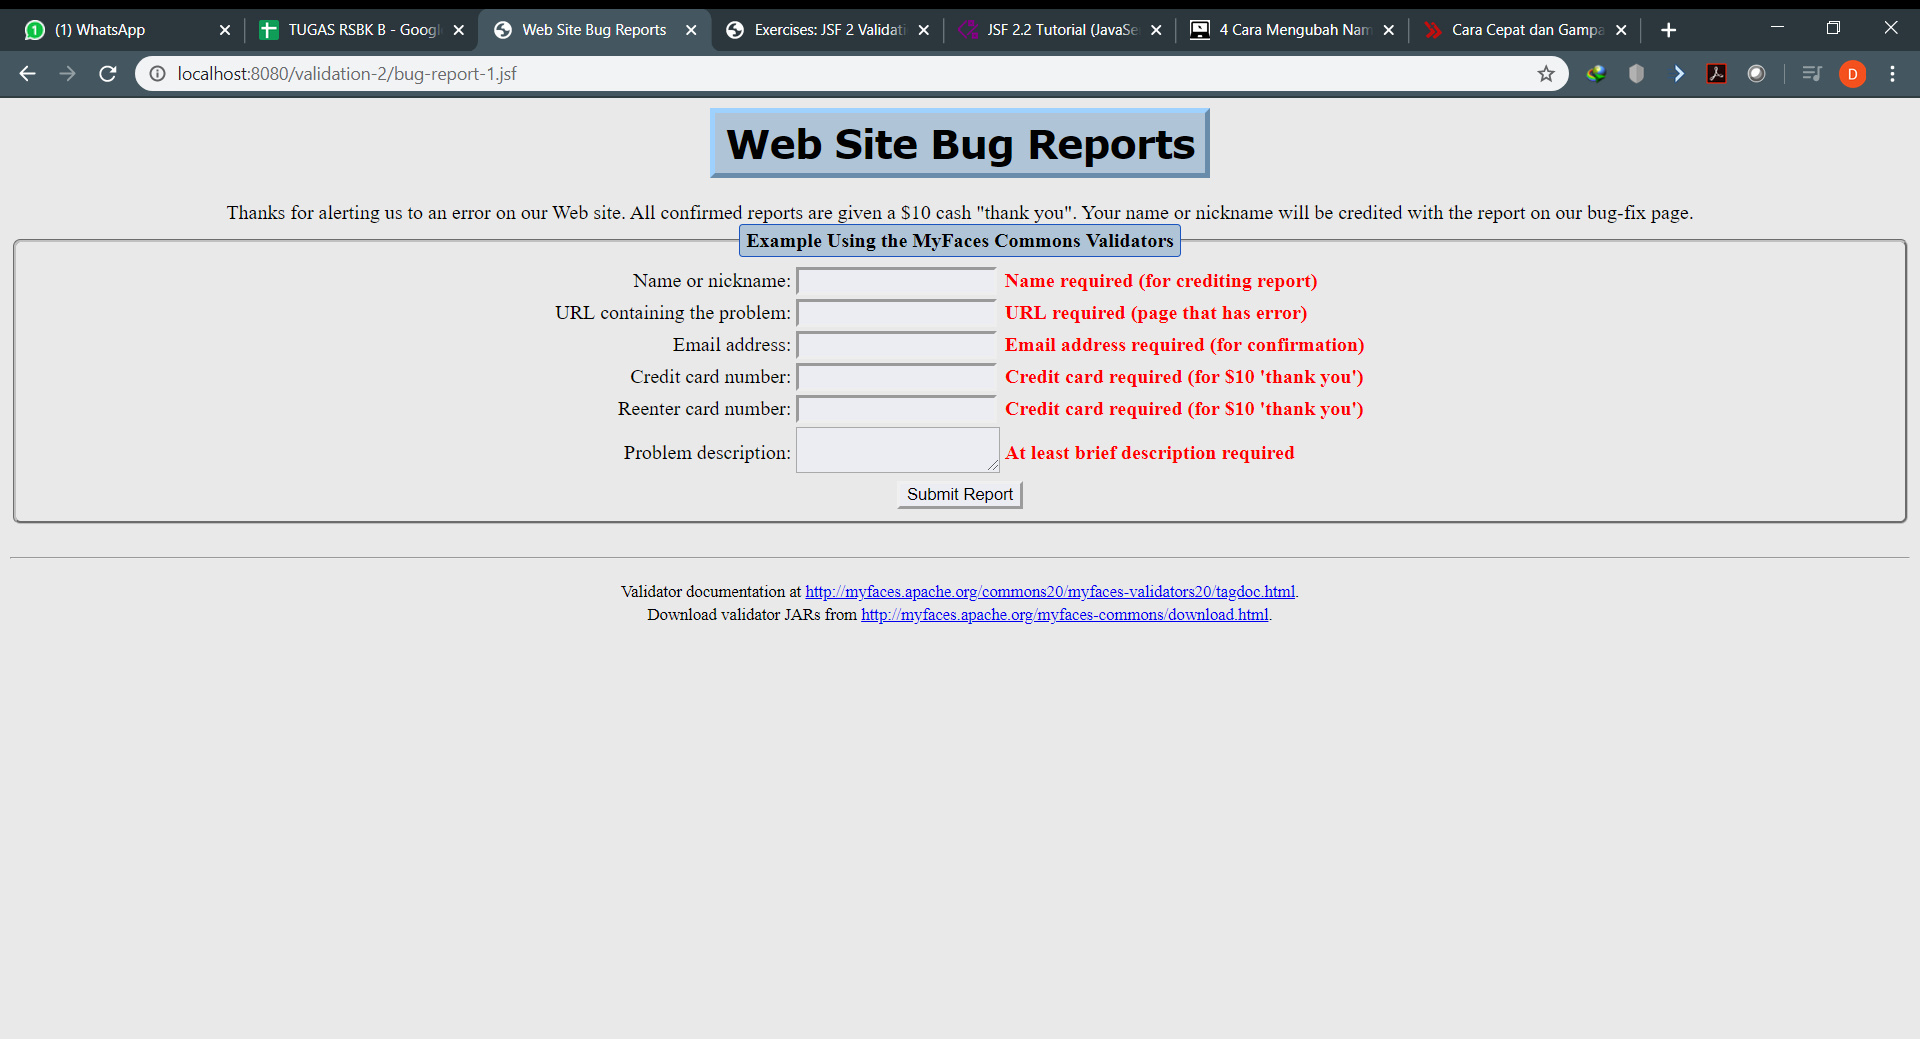 (1) WhatsApp
TUGAS RSBK B - Googl
Web Site Bug Reports
Exercises: JSF 2 Validati
JSF 2.2 Tutorial (JavaSe
4 Cara Mengubah Nam
Cara Cepat dan Gampa
localhost:8080/validation-2/bug-report-1.jsf
D
Web Site Bug Reports
Thanks for alerting us to an error on our Web site. All confirmed reports are given a $10 cash "thank you". Your name or nickname will be credited with the report on our bug-fix page.
Example Using the MyFaces Commons Validators
Name or nickname: Name required (for crediting report)
URL containing the problem: URL required (page that has error)
Email address: Email address required (for confirmation)
Credit card number: Credit card required (for $10 'thank you')
Reenter card number: Credit card required (for $10 'thank you')
Problem description: At least brief description required
Submit Report
Validator documentation at http://myfaces.apache.org/commons20/myfaces-validators20/tagdoc.html.
Download validator JARs from http://myfaces.apache.org/myfaces-commons/download.html.